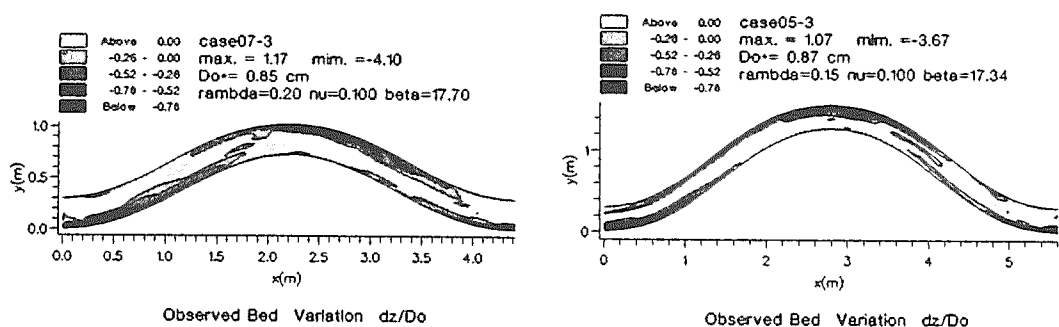 Above 0.00 case07-3
-0.26 - 0.00 max. = 1.17 mim. =-4.10
-0.52 - -0.26 Do+= 0.85 cm
-0.78 - -0.52 rambda=0.20 nu=0.100 beta=17.70
Below -0.78
1.0
0.5
0.0
y(m)
0.0 0.5 1.0 1.5 2.0 2.5 3.0 3.5 4.0
x(m)
Observed Bed Variation dz/Do
Above 0.00 case05-3
-0.26 - 0.00 max. = 1.07 mim. =-3.67
-0.52 - -0.26 Do+= 0.87 cm
-0.78 - -0.52 rambda=0.15 nu=0.100 beta=17.34
Below -0.78
1
0
y(m)
0 1 2 3 4 5
x(m)
Observed Bed Variation dz/Do